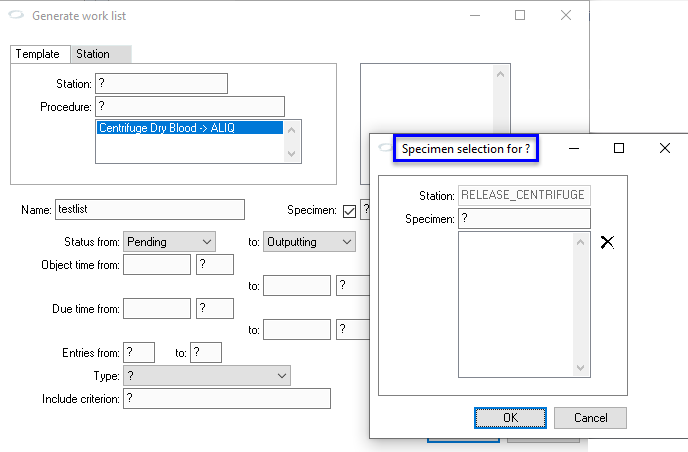 Generate work list
Template Station
Station: ?
Procedure: ?
Centrifuge Dry Blood -> ALIQ
Name: testlist Specimen: ?
Status from: Pending to: Outputting
Object time from: ?
to: ?
Due time from: ?
to: ?
Entries from: ? to: ?
Type: ?
Include criterion: ?
Specimen selection for ?
Station: RELEASE_CENTRIFUGE
Specimen: ?
OK Cancel